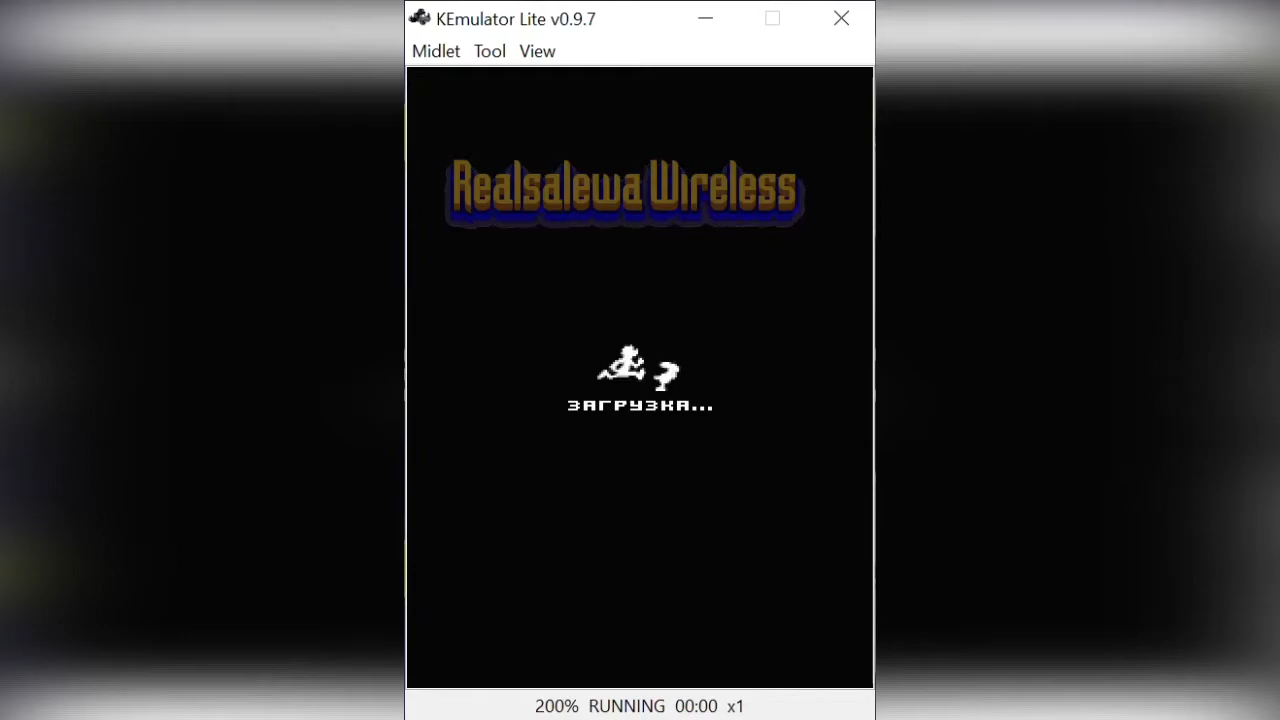 KEmulator Lite v0.9.7
Midlet Tool View
Realsalewa Wireless
ЗАГРУЗКА...
200% RUNNING 00:00 x1